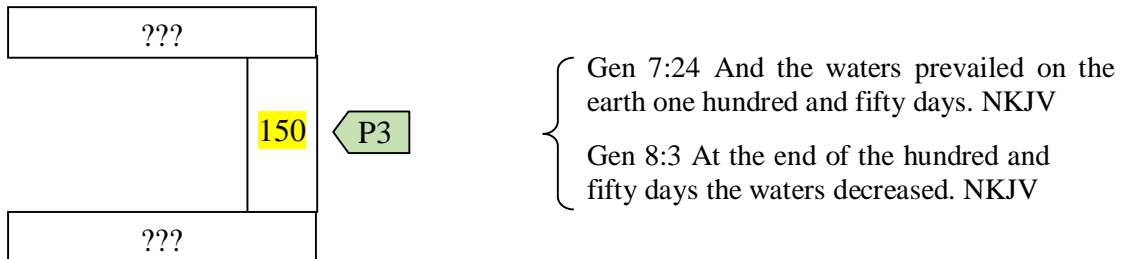 ???
150
P3
???
Gen 7:24 And the waters prevailed on the
earth one hundred and fifty days. NKJV
Gen 8:3 At the end of the hundred and
fifty days the waters decreased. NKJV